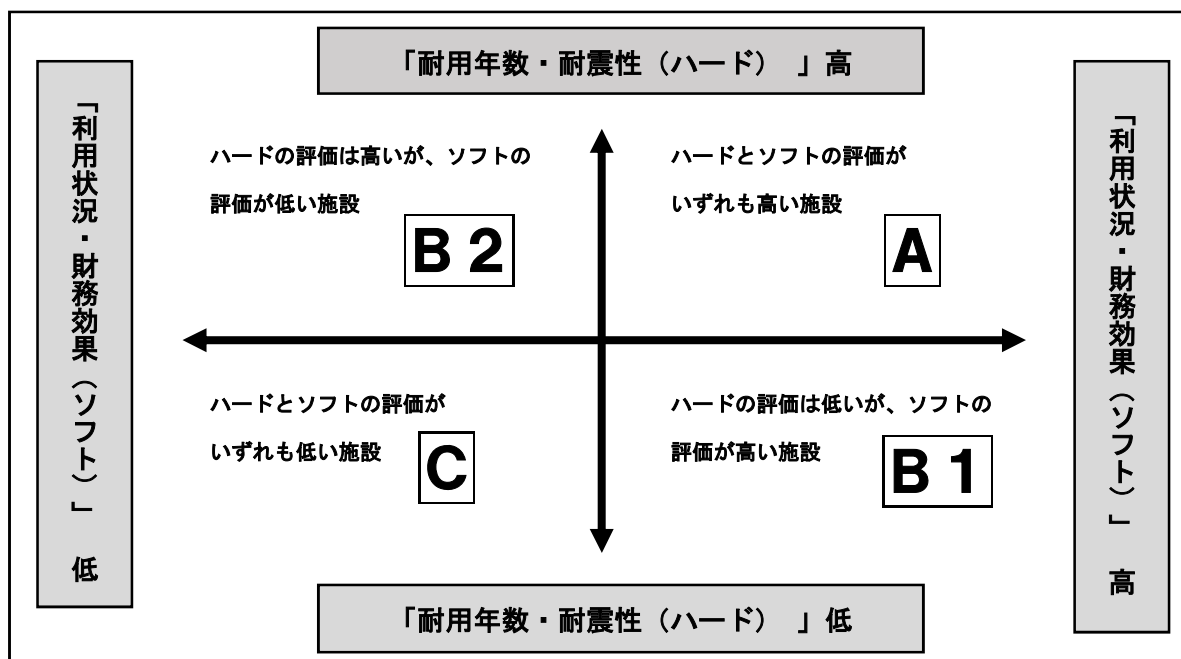 「耐用年数・耐震性(ハード) 」高
「利用状況・財務効果(ソフト)」 低
ハードの評価は高いが、ソフトの
評価が低い施設
B2
ハードとソフトの評価が
いずれも高い施設
A
「利用状況・財務効果(ソフト)」 高
ハードとソフトの評価が
いずれも低い施設
C
ハードの評価は低いが、ソフトの
評価が高い施設
B1
「耐用年数・耐震性(ハード) 」低